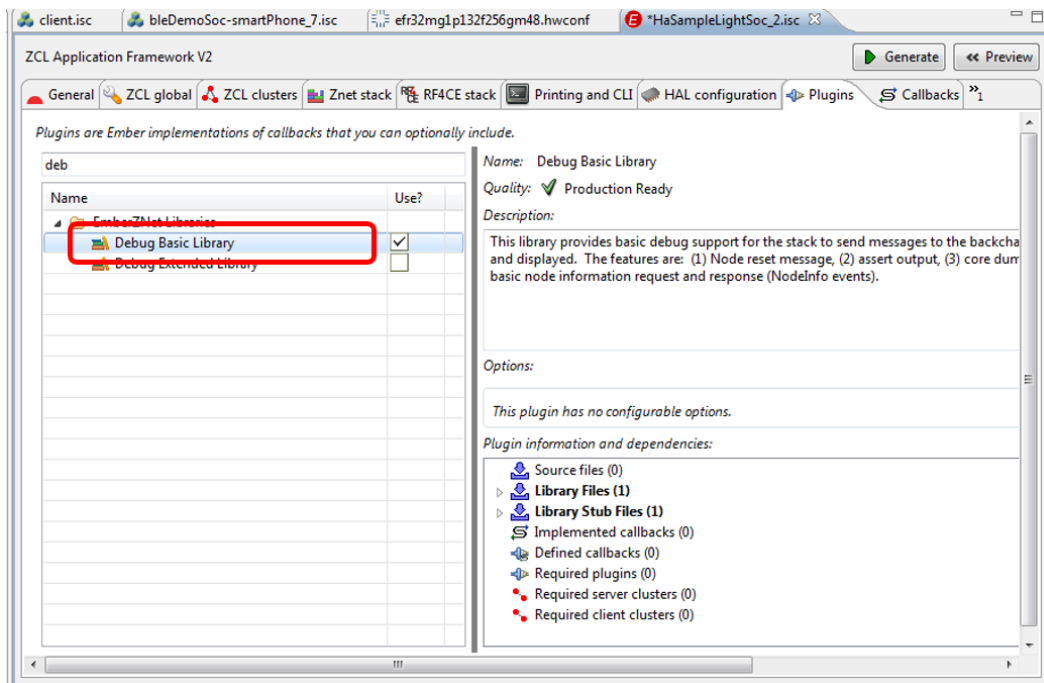 client.isc bleDemoSoc-smartPhone_7.isc efr32mg1p132f256gm48.hwconf *HaSampleLightSoc_2.isc
ZCL Application Framework V2 Generate Preview
General ZCL global ZCL clusters Znet stack RF4CE stack Printing and CLI HAL configuration Plugins Callbacks »1
Plugins are Ember implementations of callbacks that you can optionally include.
deb
Name Use?
EmberZNet Libraries
Debug Basic Library
Debug Extended Library
Name: Debug Basic Library
Quality: Production Ready
Description:
This library provides basic debug support for the stack to send messages to the backcha
and displayed. The features are: (1) Node reset message, (2) assert output, (3) core dum
basic node information request and response (NodeInfo events).
Options:
This plugin has no configurable options.
Plugin information and dependencies:
Source files (0)
Library Files (1)
Library Stub Files (1)
Implemented callbacks (0)
Defined callbacks (0)
Required plugins (0)
Required server clusters (0)
Required client clusters (0)